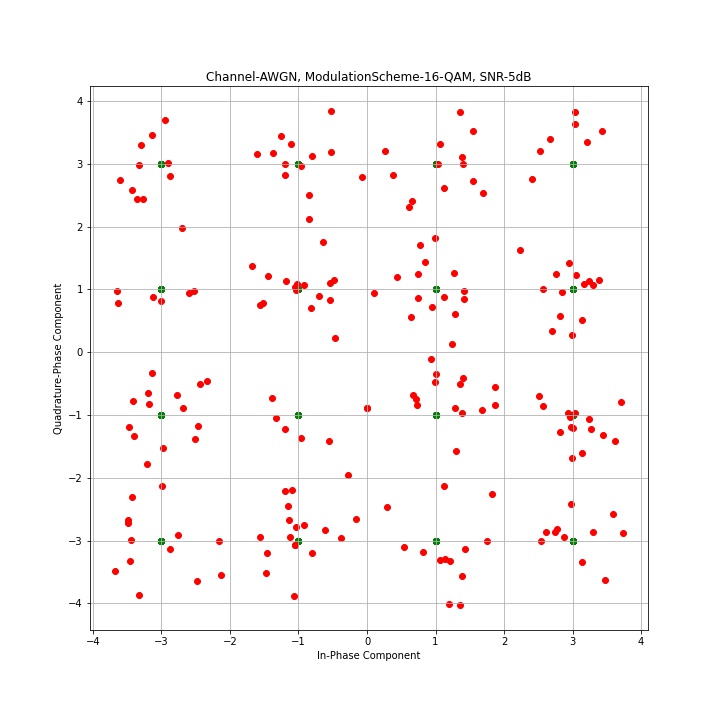 Channel-AWGN, ModulationScheme-16-QAM, SNR-5dB
4
3
2
1
0
−1
−2
−3
−4
Quadrature-Phase Component
−4 −3 −2 −1 0 1 2 3 4
In-Phase Component